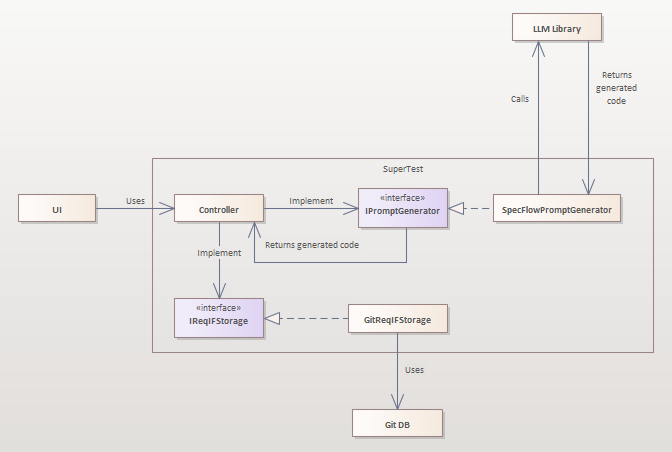 LLM Library
Returns
generated
code
Calls
SuperTest
UI
Uses
Controller
Implement
«interface»
IPromptGenerator
SpecFlowPromptGenerator
Returns generated code
Implement
«interface»
IReqIFStorage
GitReqIFStorage
Uses
Git DB